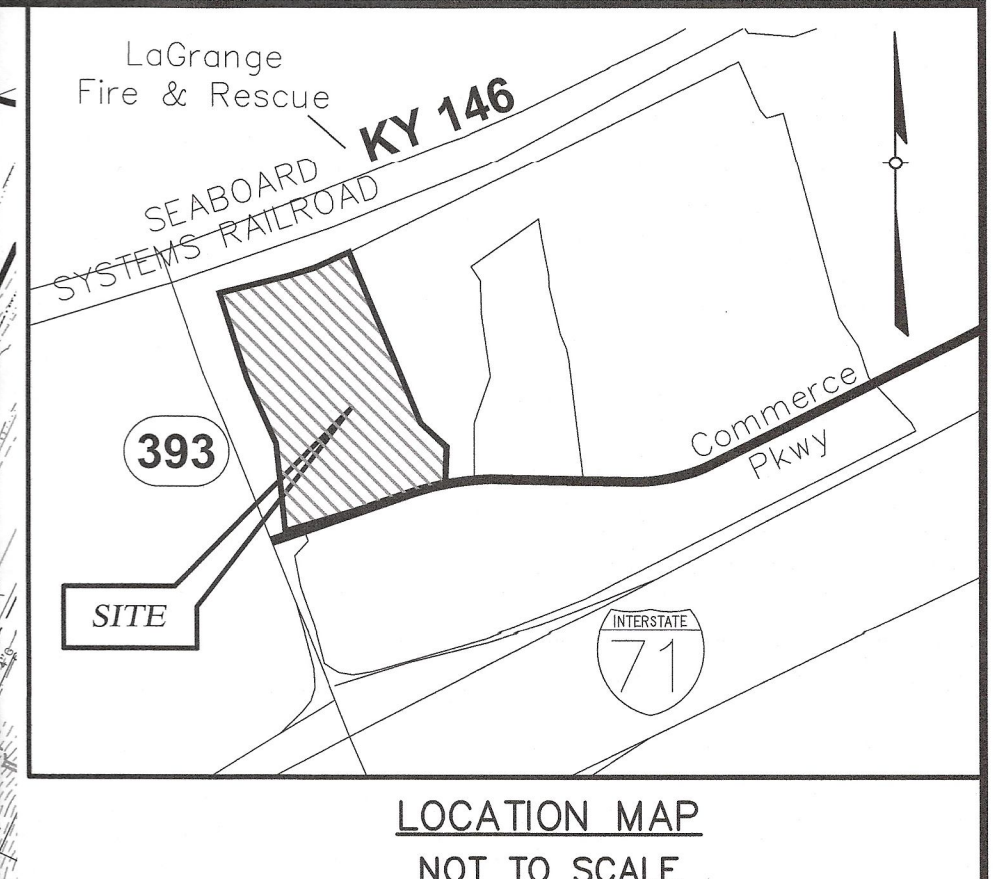 LaGrange
Fire & Rescue
KY 146
SEABOARD
SYSTEMS RAILROAD
393
Commerce
Pkwy
SITE
INTERSTATE
71
LOCATION MAP
NOT TO SCALE